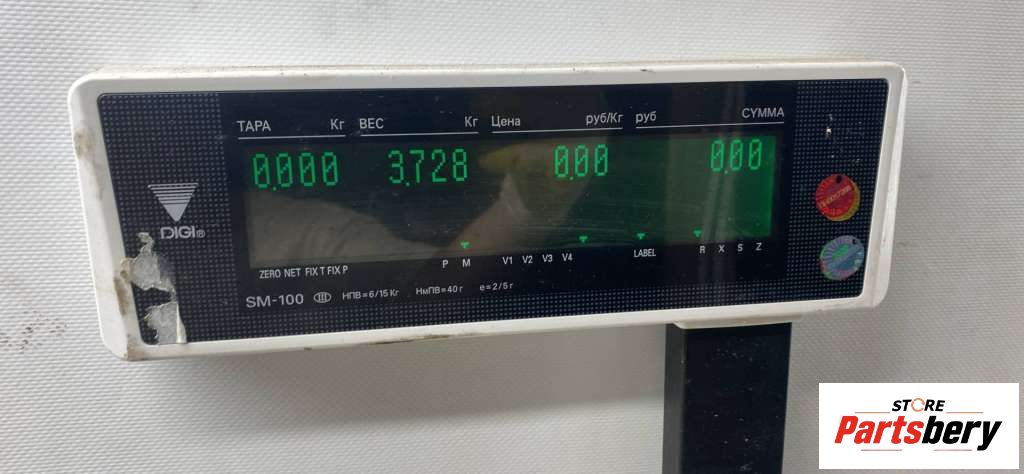 ТАРА Кг ВЕС Кг Цена руб/Кг руб СУММА
0.000 3.728 0.00 0.00
DIGI®
P M V1 V2 V3 V4 LABEL R X S Z
ZERO NET FIX T FIX P
SM-100 III НПВ=6/15 Кг НмПВ=40 г e=2/5 г
STORE
Partsbery